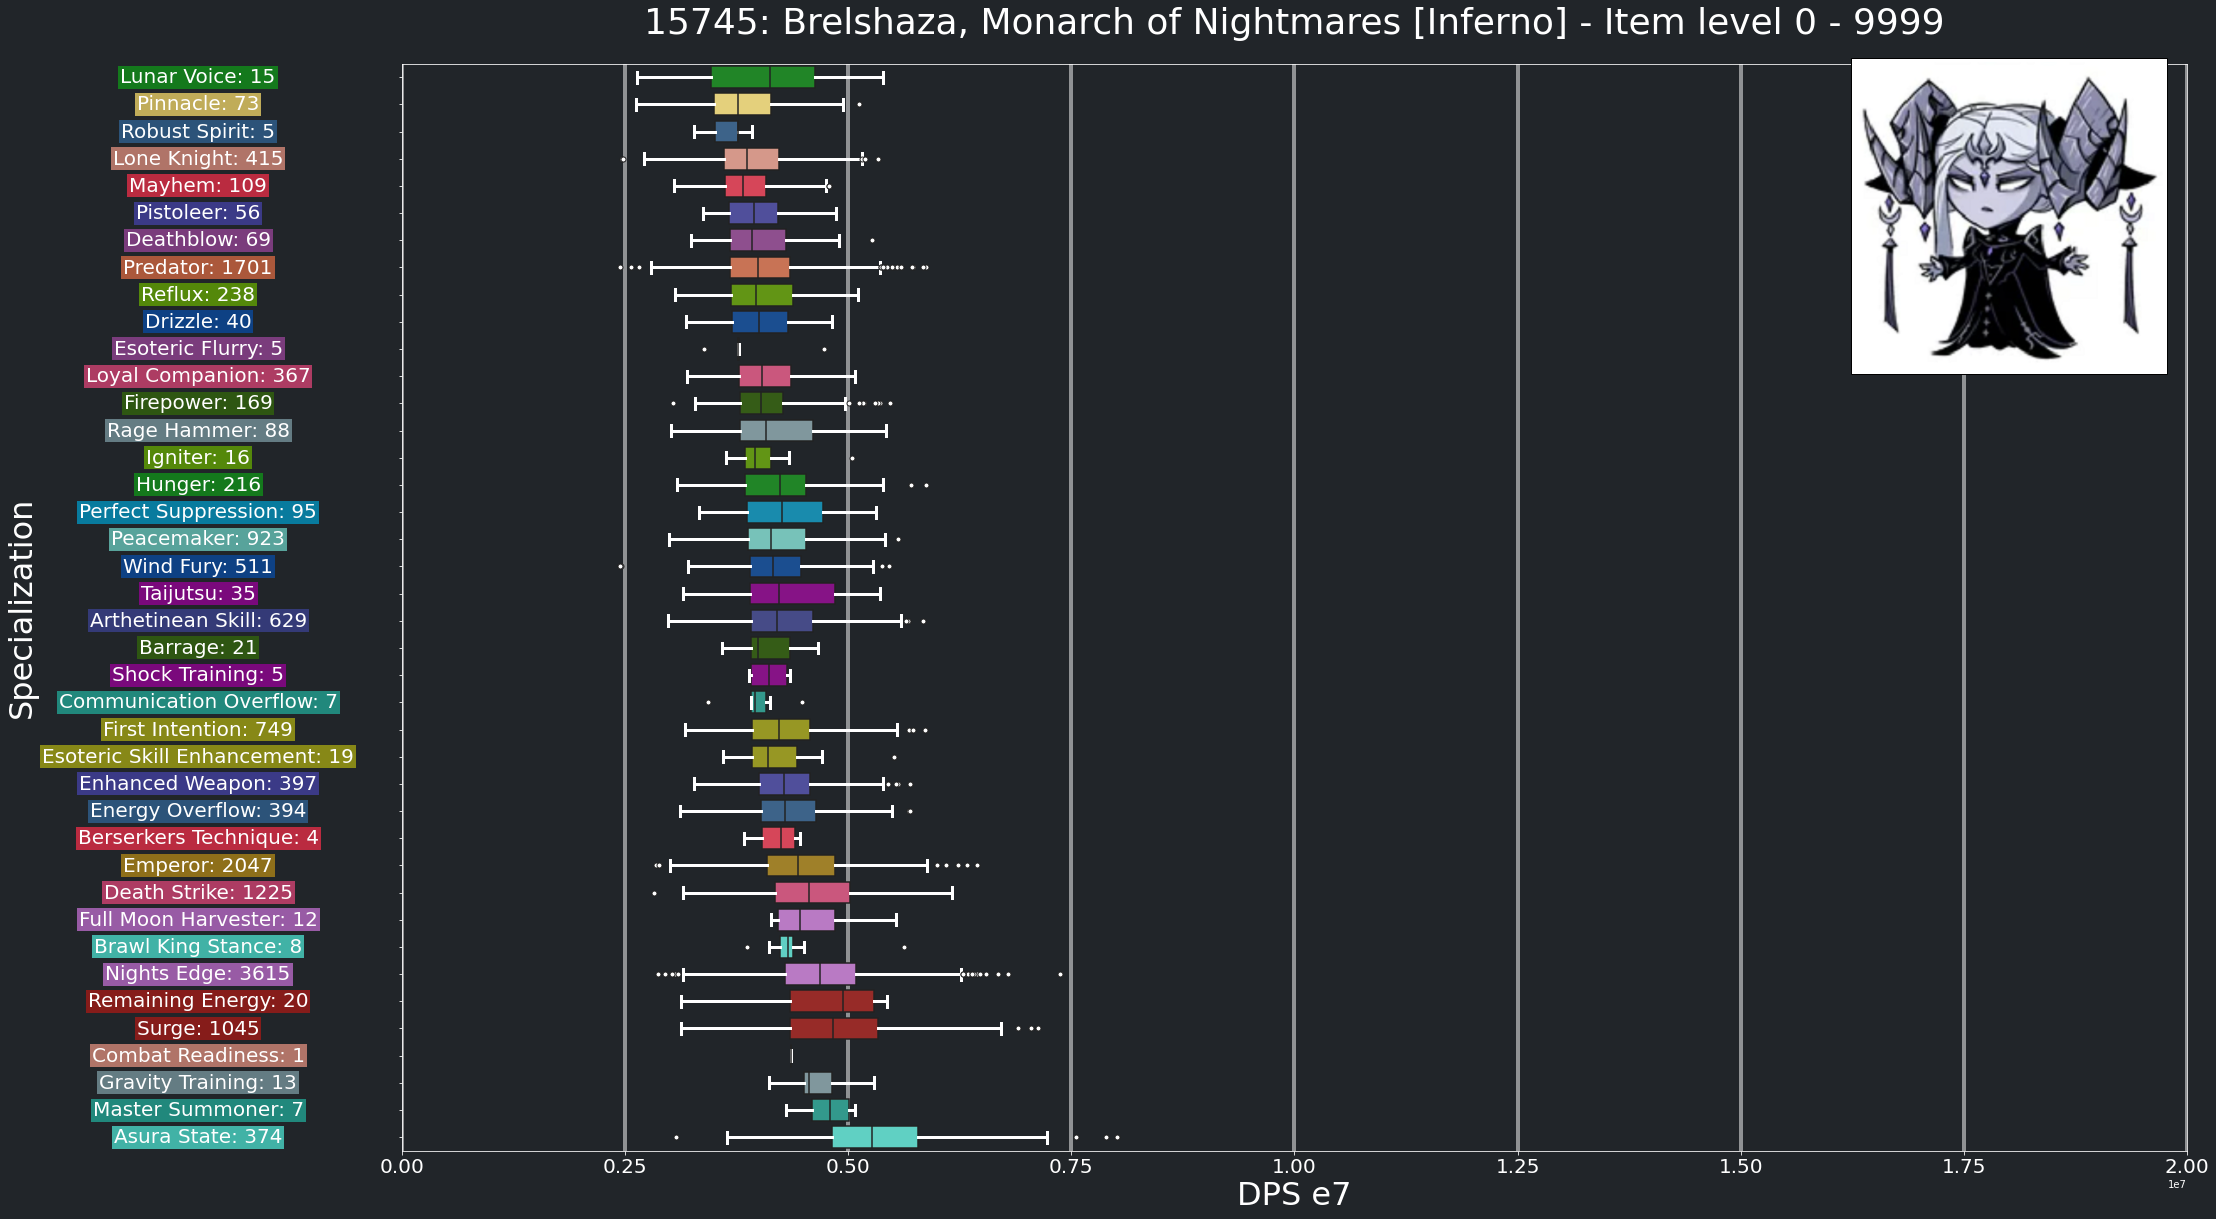 15745: Brelshaza, Monarch of Nightmares [Inferno] - Item level 0 - 9999
Specialization
Lunar Voice: 15
Pinnacle: 73
Robust Spirit: 5
Lone Knight: 415
Mayhem: 109
Pistoleer: 56
Deathblow: 69
Predator: 1701
Reflux: 238
Drizzle: 40
Esoteric Flurry: 5
Loyal Companion: 367
Firepower: 169
Rage Hammer: 88
Igniter: 16
Hunger: 216
Perfect Suppression: 95
Peacemaker: 923
Wind Fury: 511
Taijutsu: 35
Arthetinean Skill: 629
Barrage: 21
Shock Training: 5
Communication Overflow: 7
First Intention: 749
Esoteric Skill Enhancement: 19
Enhanced Weapon: 397
Energy Overflow: 394
Berserkers Technique: 4
Emperor: 2047
Death Strike: 1225
Full Moon Harvester: 12
Brawl King Stance: 8
Nights Edge: 3615
Remaining Energy: 20
Surge: 1045
Combat Readiness: 1
Gravity Training: 13
Master Summoner: 7
Asura State: 374
0.00 0.25 0.50 0.75 1.00 1.25 1.50 1.75 2.00
1e7
DPS e7